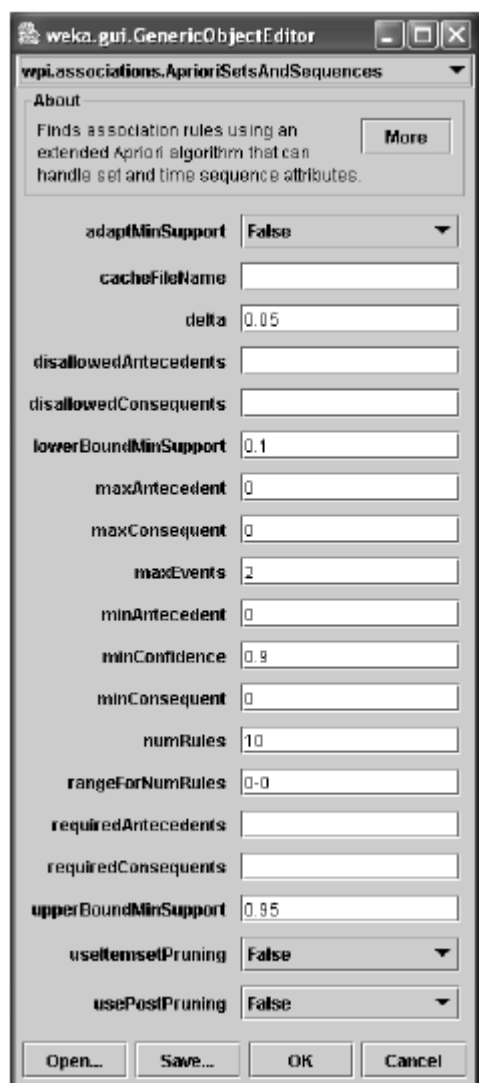 weka.gui.GenericObjectEditor
wpi.associations.AprioriSetsAndSequences
About
Finds association rules using an
extended Apriori algorithm that can
handle set and time sequence attributes.
More
adaptMinSupport False
cacheFileName
delta 0.05
disallowedAntecedents
disallowedConsequents
lowerBoundMinSupport 0.1
maxAntecedent 0
maxConsequent 0
maxEvents 2
minAntecedent 0
minConfidence 0.9
minConsequent 0
numRules 10
rangeForNumRules 0-0
requiredAntecedents
requiredConsequents
upperBoundMinSupport 0.95
useItemsetPruning False
usePostPruning False
Open... Save... OK Cancel